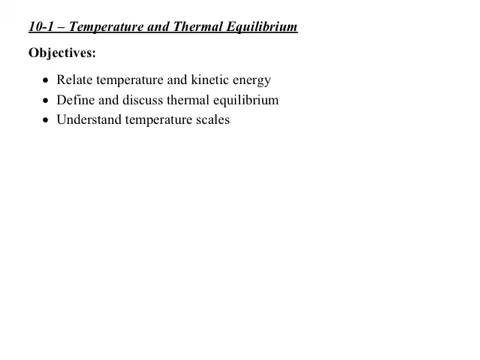 10-1 – Temperature and Thermal Equilibrium
Objectives:
• Relate temperature and kinetic energy
• Define and discuss thermal equilibrium
• Understand temperature scales